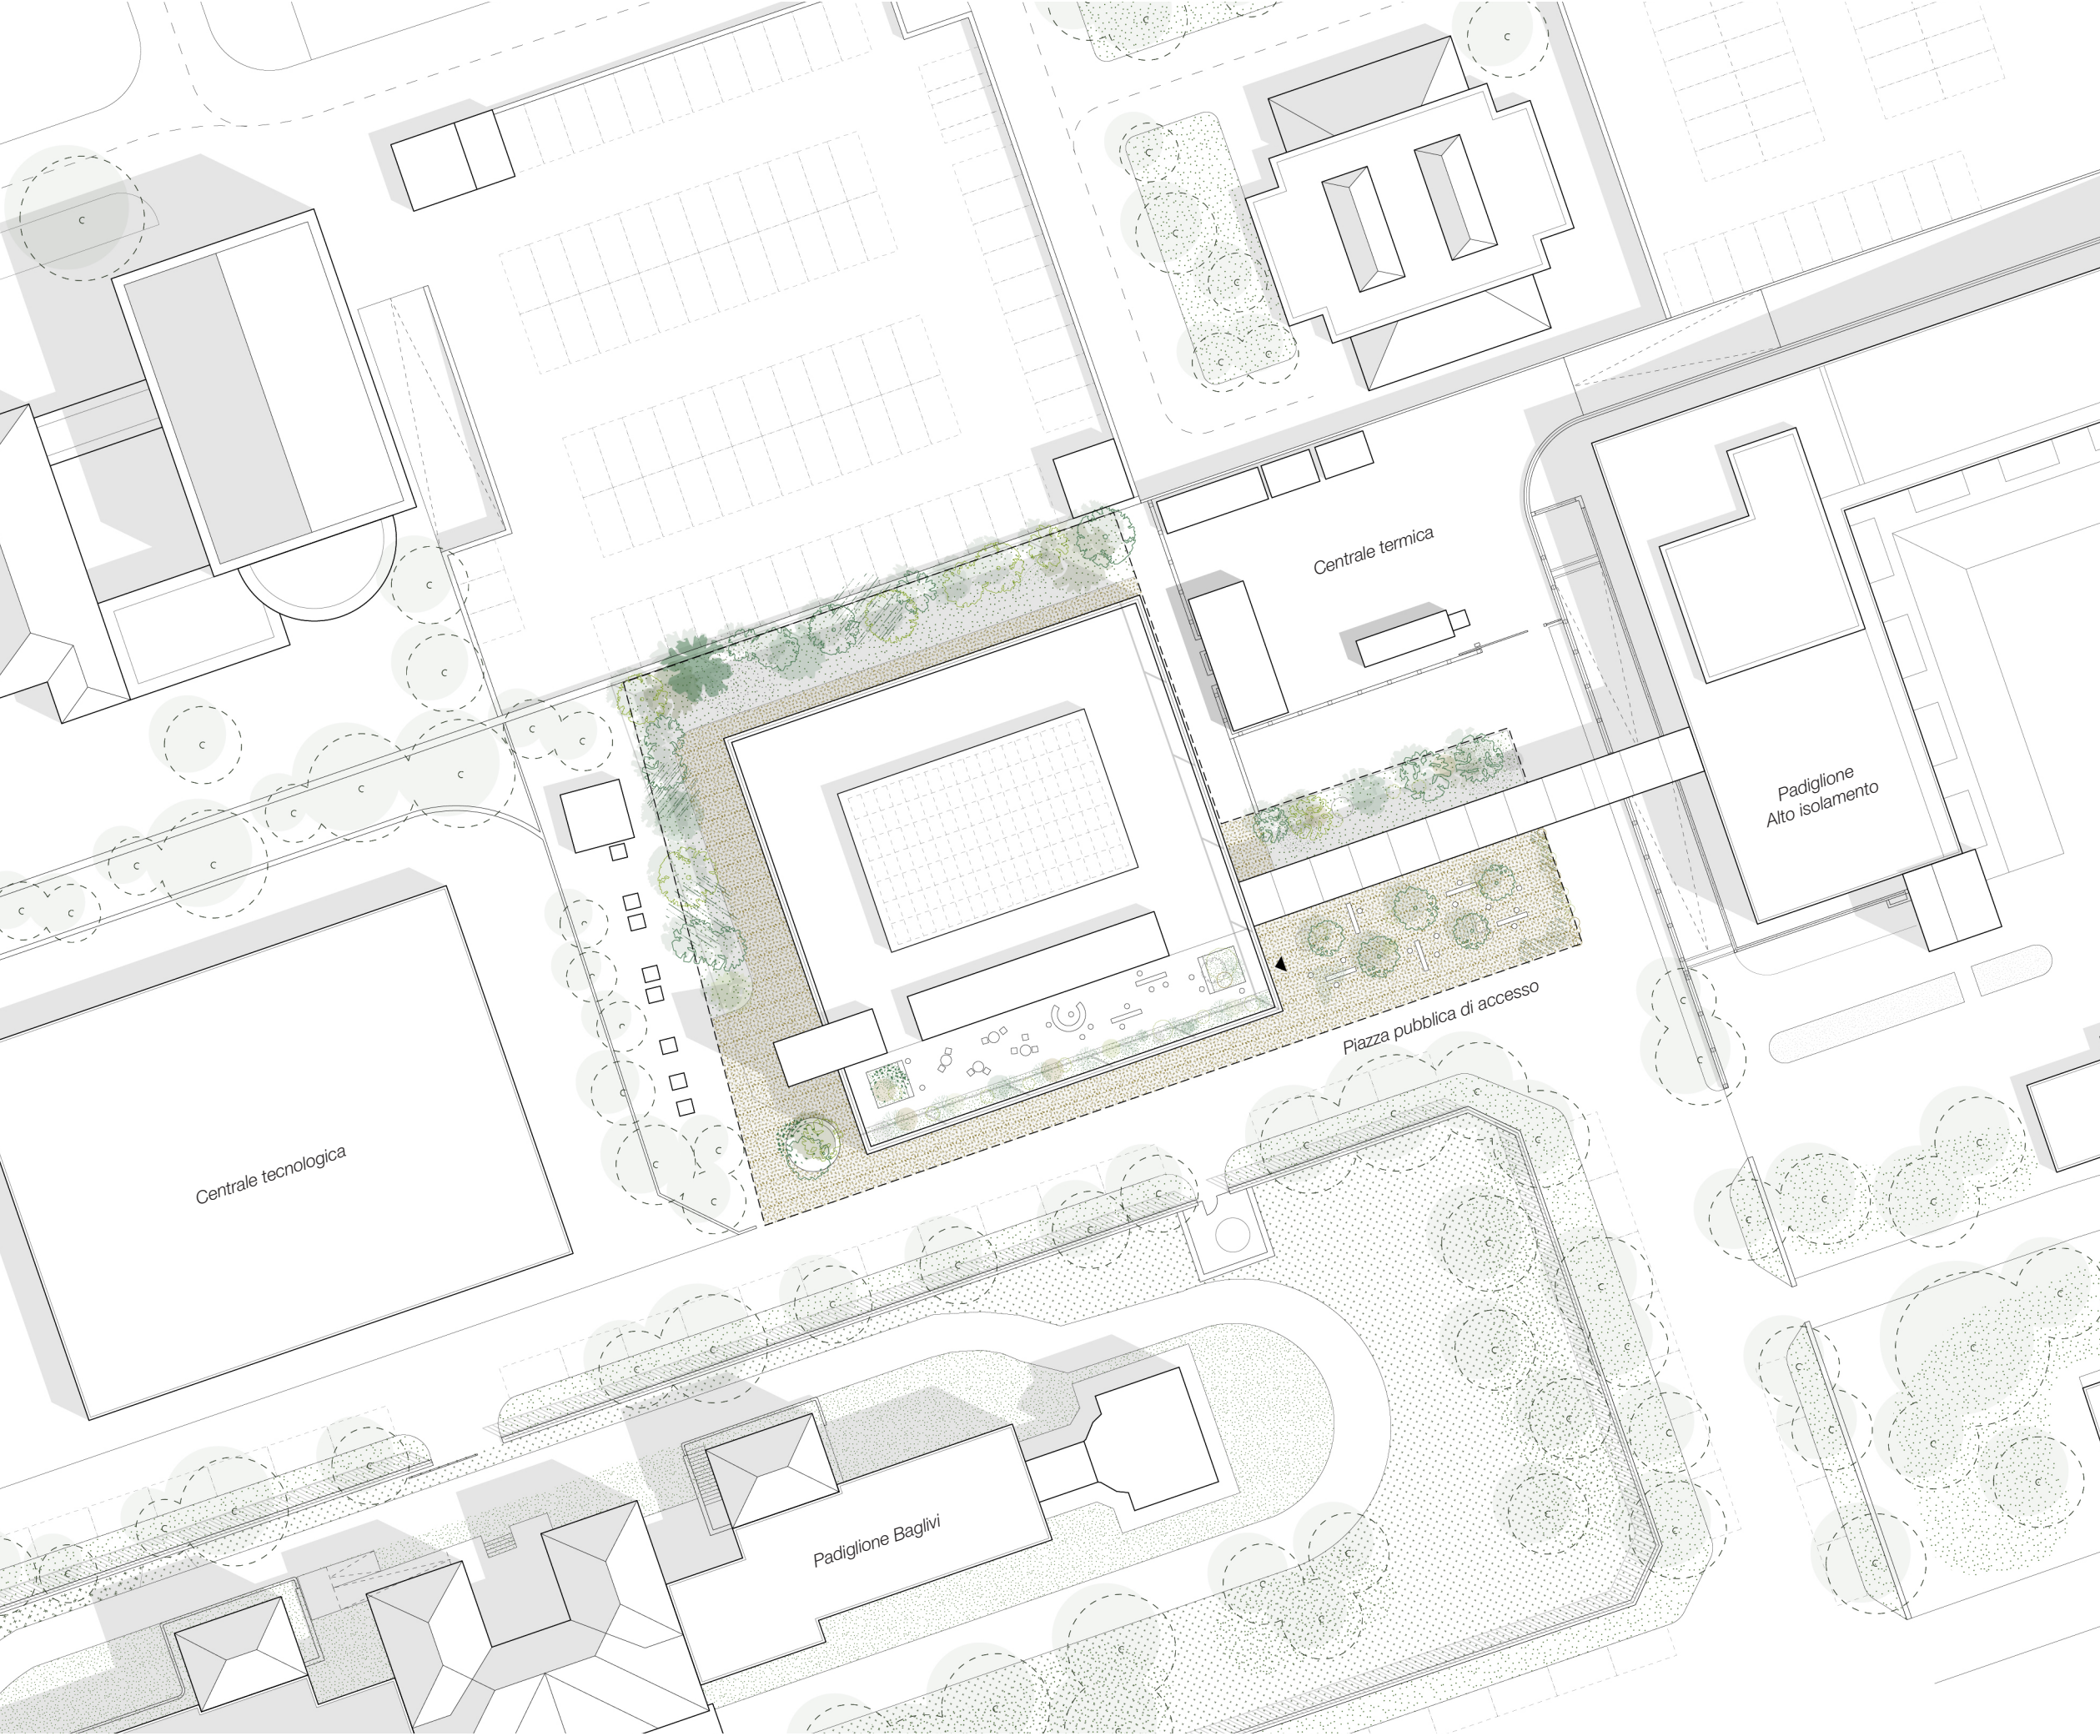 Centrale termica
Padiglione
Alto isolamento
Piazza pubblica di accesso
Centrale tecnologica
Padiglione Baglivi